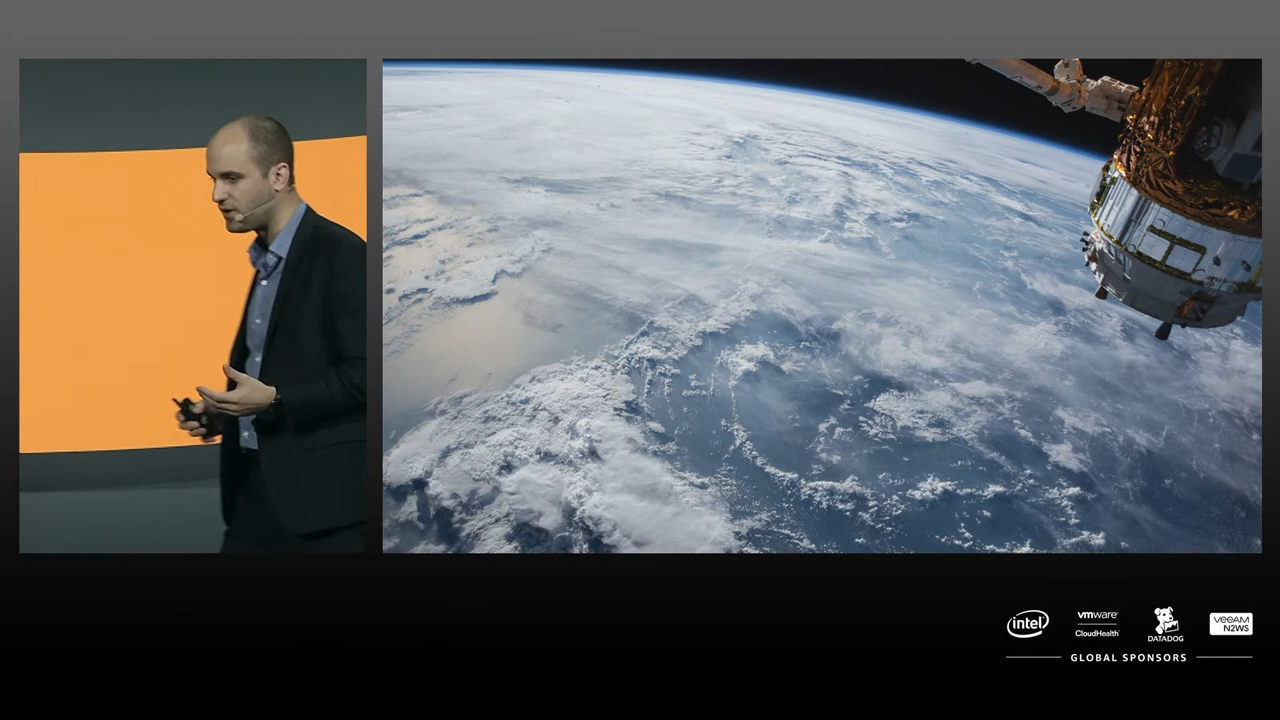 intel
vmware
CloudHealth
DATADOG
VEEAM
N2WS
GLOBAL SPONSORS